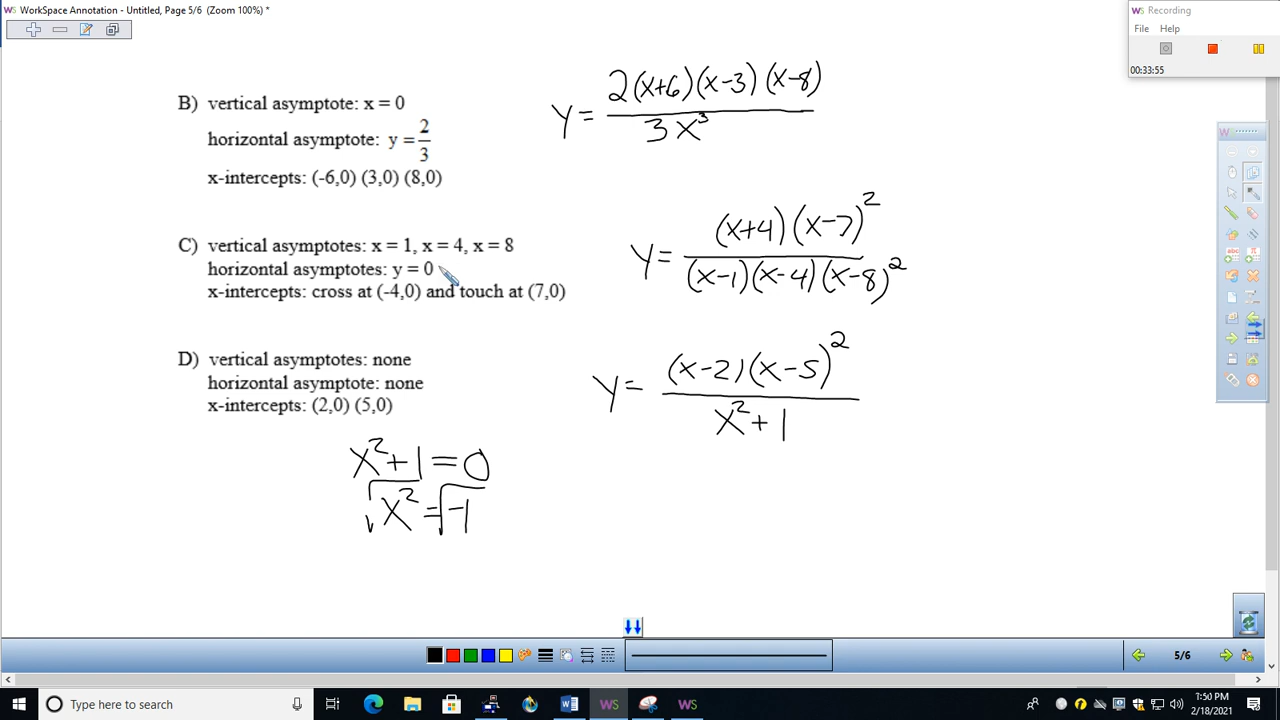 WorkSpace Annotation - Untitled, Page 5/6 (Zoom 100%) *
WS Recording
File Help
00:33:55
B) vertical asymptote: x = 0
horizontal asymptote: y = 2/3
x-intercepts: (-6,0) (3,0) (8,0)
y = 2(x+6)(x-3)(x-8)
3x³
C) vertical asymptotes: x = 1, x = 4, x = 8
horizontal asymptotes: y = 0
x-intercepts: cross at (-4,0) and touch at (7,0)
y = (x+4)(x-7)²
(x-1)(x-4)(x-8)²
D) vertical asymptotes: none
horizontal asymptote: none
x-intercepts: (2,0) (5,0)
y = (x-2)(x-5)²
x²+1
x²+1=0
√x²=√-1
5/6
Type here to search
7:50 PM
2/18/2021